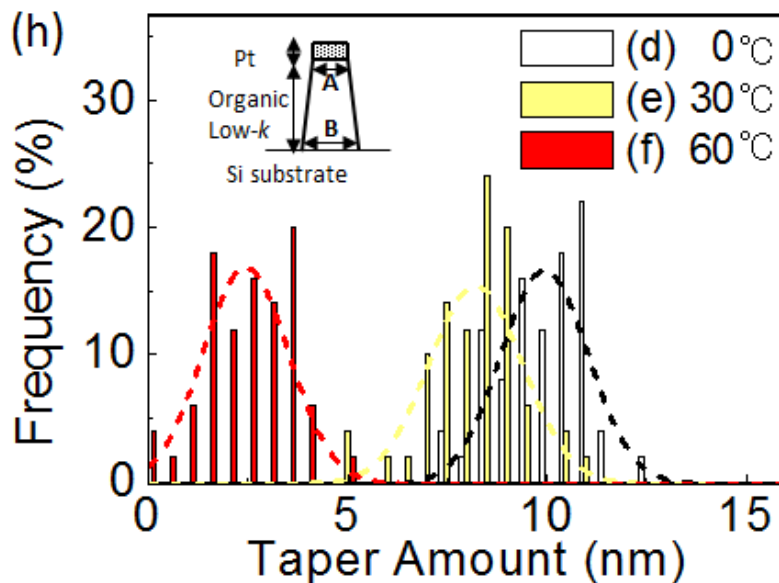 (h)
Pt
A
Organic
Low-k
B
Si substrate
(d) 0℃
(e) 30℃
(f) 60℃
Frequency (%)
30
20
10
0
0 5 10 15
Taper Amount (nm)